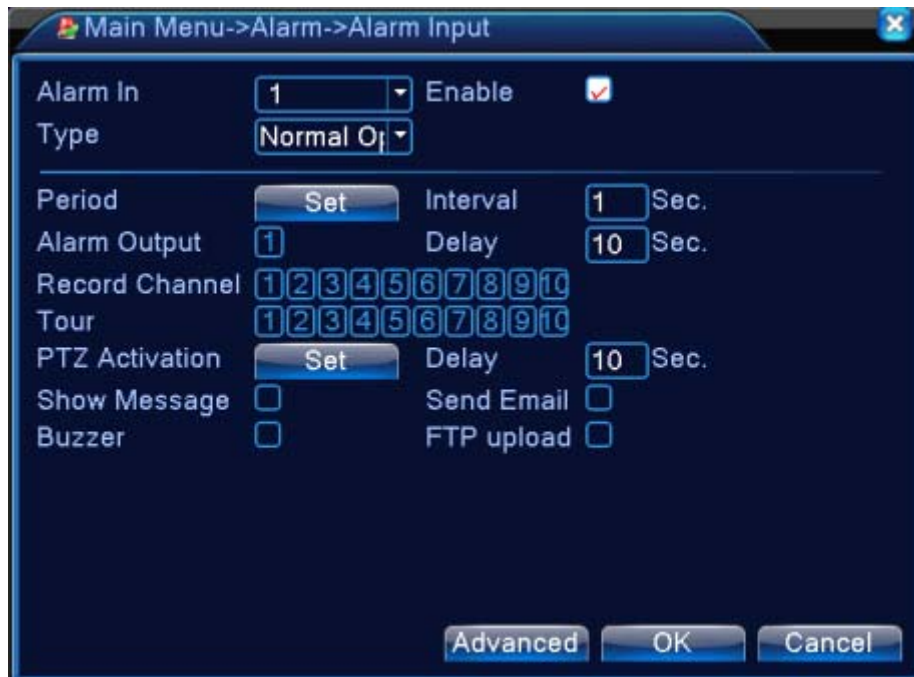 Main Menu->Alarm->Alarm Input
Alarm In 1 Enable
Type Normal Op
Period Set Interval 1 Sec.
Alarm Output 1 Delay 10 Sec.
Record Channel 1 2 3 4 5 6 7 8 9 10
Tour 1 2 3 4 5 6 7 8 9 10
PTZ Activation Set Delay 10 Sec.
Show Message Send Email
Buzzer FTP upload
Advanced OK Cancel